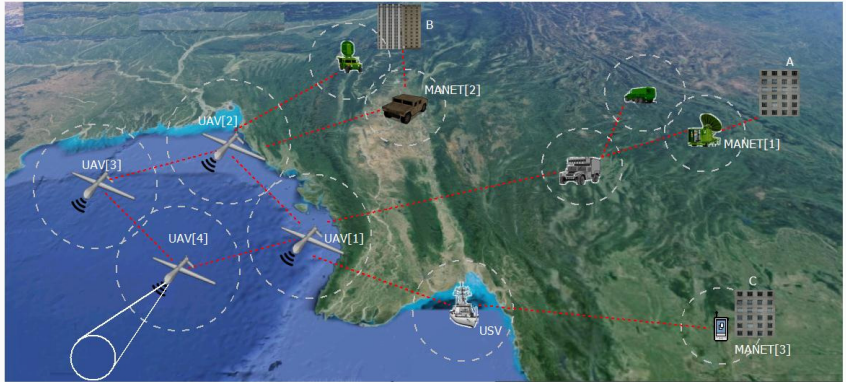 B
A
MANET[2]
UAV[2]
MANET[1]
UAV[3]
UAV[4]
UAV[1]
C
USV
MANET[3]